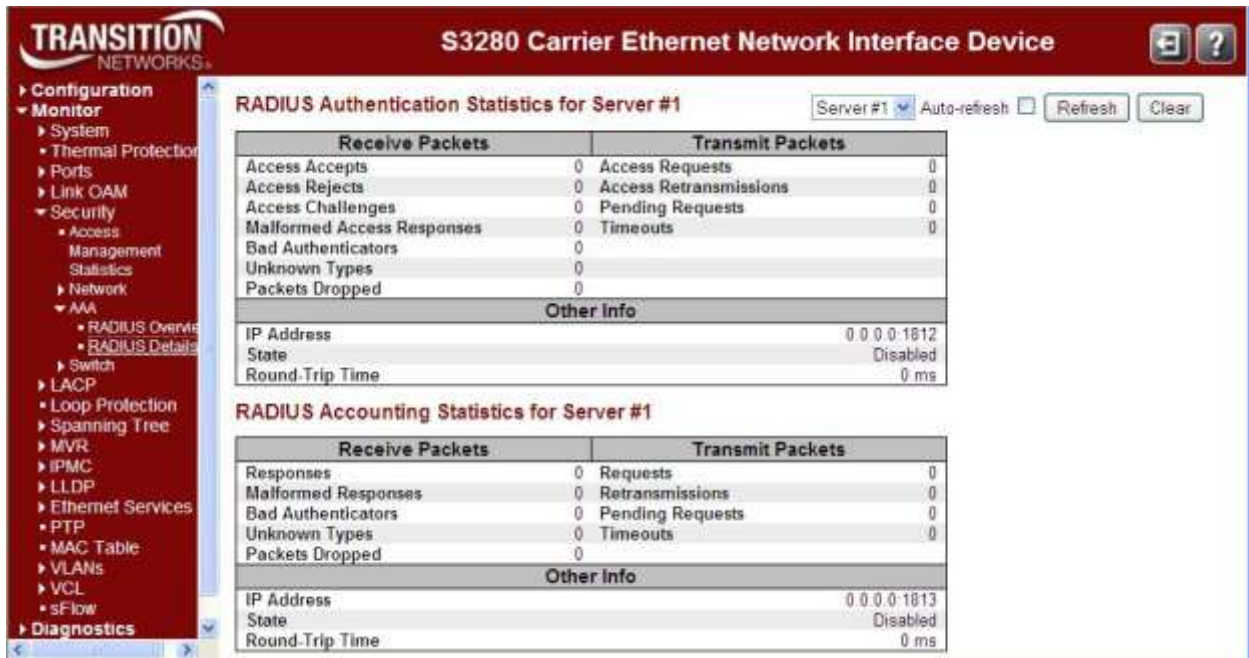 TRANSITION
NETWORKS®
S3280 Carrier Ethernet Network Interface Device
?
Configuration
Monitor
System
Thermal Protection
Ports
Link OAM
Security
Access
Management
Statistics
Network
AAA
RADIUS Overvie
RADIUS Details
Switch
LACP
Loop Protection
Spanning Tree
MVR
IPMC
LLDP
Ethernet Services
PTP
MAC Table
VLANs
VCL
sFlow
Diagnostics
RADIUS Authentication Statistics for Server #1
Server #1 Auto-refresh Refresh Clear
Receive Packets Transmit Packets
Access Accepts 0 Access Requests 0
Access Rejects 0 Access Retransmissions 0
Access Challenges 0 Pending Requests 0
Malformed Access Responses 0 Timeouts 0
Bad Authenticators 0
Unknown Types 0
Packets Dropped 0
Other Info
IP Address 0.0.0.0:1812
State Disabled
Round-Trip Time 0 ms
RADIUS Accounting Statistics for Server #1
Receive Packets Transmit Packets
Responses 0 Requests 0
Malformed Responses 0 Retransmissions 0
Bad Authenticators 0 Pending Requests 0
Unknown Types 0 Timeouts 0
Packets Dropped 0
Other Info
IP Address 0.0.0.0:1813
State Disabled
Round-Trip Time 0 ms